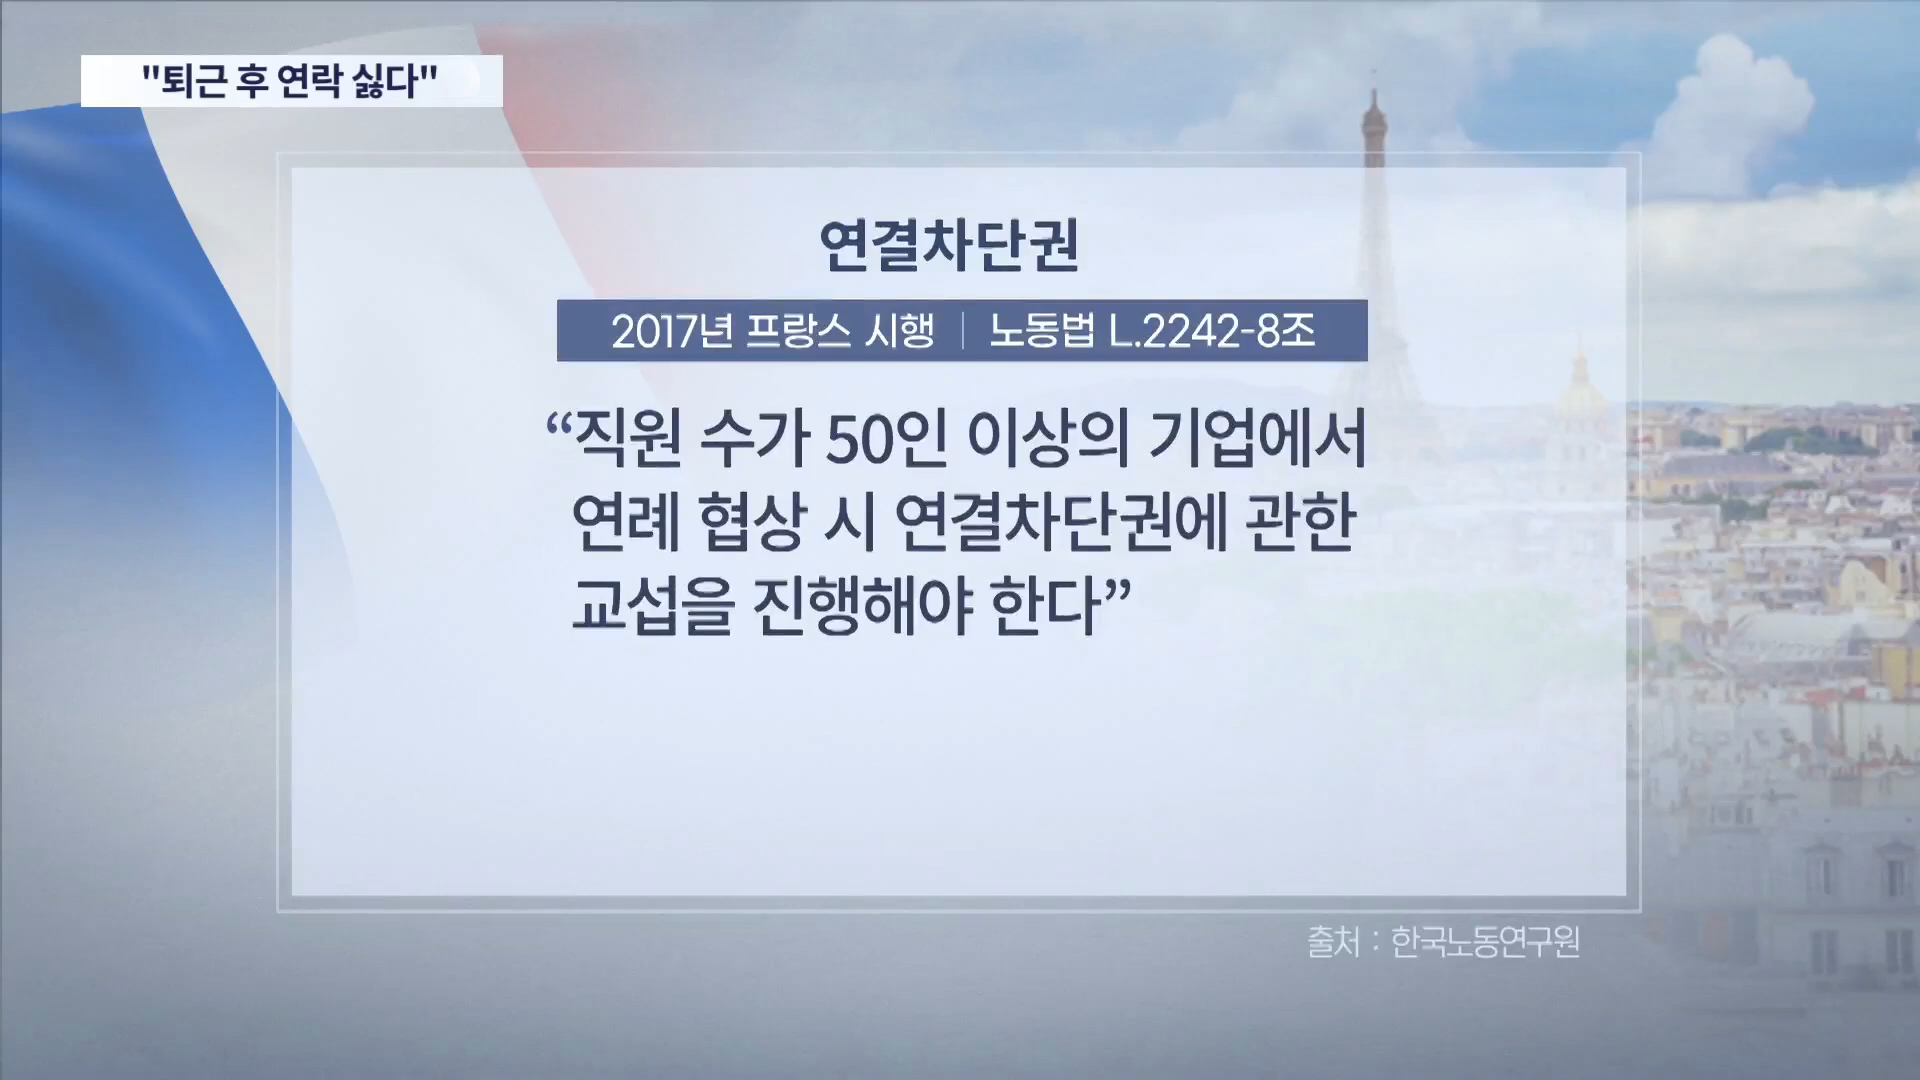 "퇴근 후 연락 싫다"
연결차단권
2017년 프랑스 시행 | 노동법 L.2242-8조
“직원 수가 50인 이상의 기업에서
연례 협상 시 연결차단권에 관한
교섭을 진행해야 한다”
출처 : 한국노동연구원